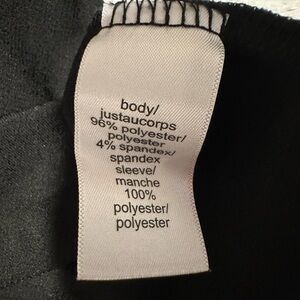 body/
justaucorps
96% polyester/
polyester
4% spandex/
spandex
sleeve/
manche
100%
polyester/
polyester